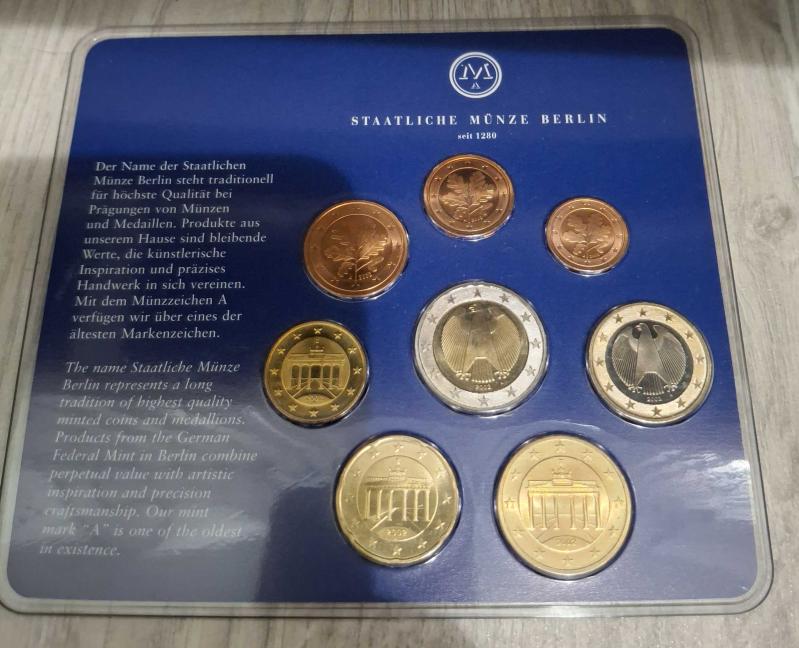 A
STAATLICHE MÜNZE BERLIN
seit 1280
Der Name der Staatlichen
Münze Berlin steht traditionell
für höchste Qualität bei
Prägungen von Münzen
und Medaillen. Produkte aus
unserem Hause sind bleibende
Werte, die künstlerische
Inspiration und präzises
Handwerk in sich vereinen.
Mit dem Münzzeichen A
verfügen wir über eines der
ältesten Markenzeichen.
The name Staatliche Münze
Berlin represents a long
tradition of highest quality
minted coins and medallions.
Products from the German
Federal Mint in Berlin combine
perpetual value with artistic
inspiration and precision
craftsmanship. Our mint
mark "A" is one of the oldest
in existence.
2002
2002